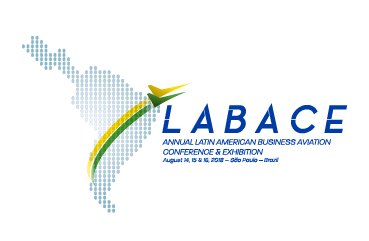 LABACE
ANNUAL LATIN AMERICAN BUSINESS AVIATION
CONFERENCE & EXHIBITION
August 14, 15 & 16, 2018 – São Paulo – Brazil